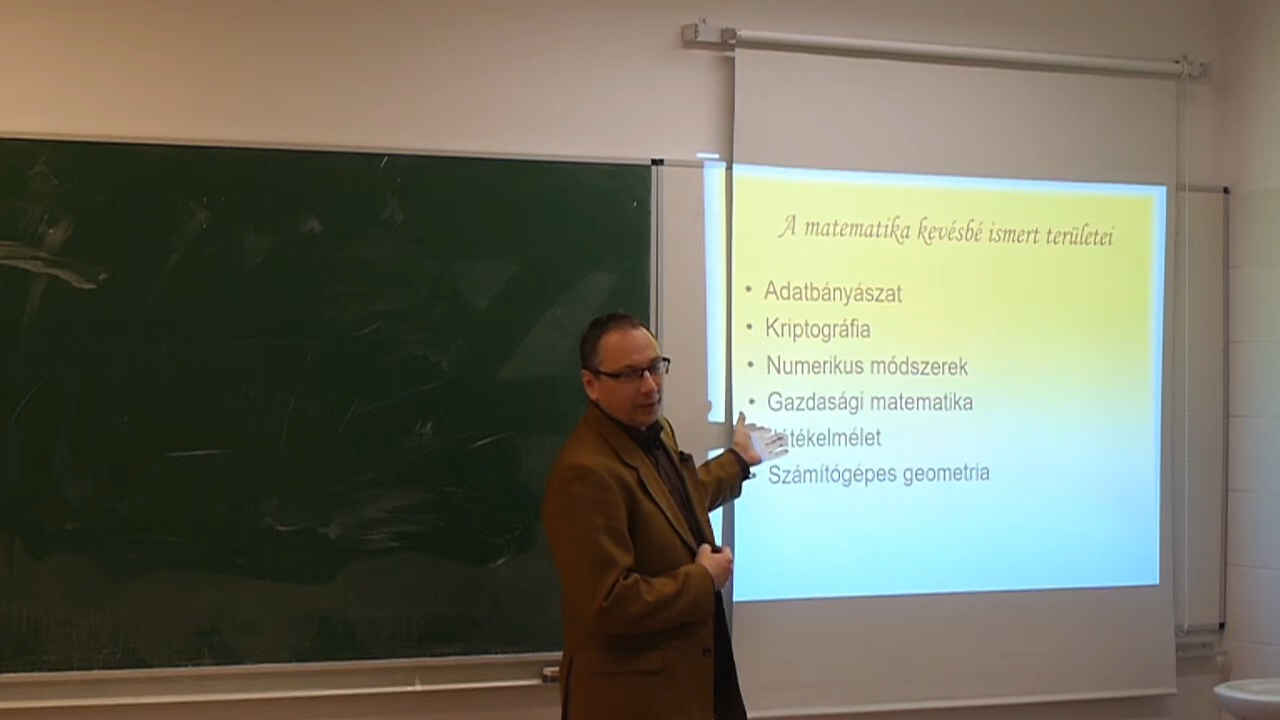 A matematika kevésbé ismert területei
• Adatbányászat
• Kriptográfia
• Numerikus módszerek
• Gazdasági matematika
• Számítógépes geometria